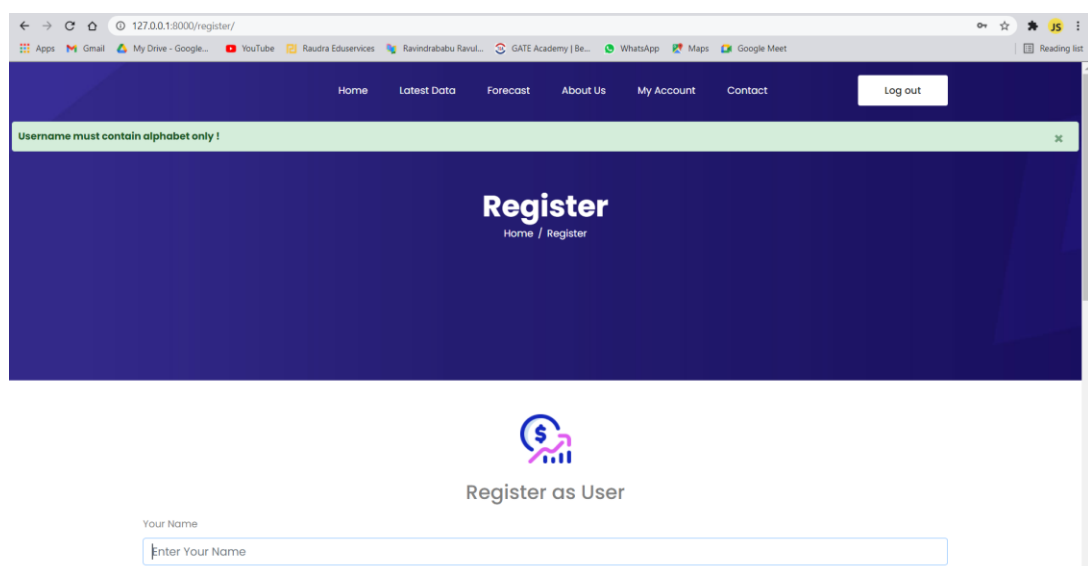 127.0.0.1:8000/register/
JS
Apps Gmail My Drive - Google... YouTube Raudra Eduservices Ravindrababu Ravul... GATE Academy | Be... WhatsApp Maps Google Meet Reading list
Home Latest Data Forecast About Us My Account Contact Log out
Username must contain alphabet only !
Register
Home / Register
$
Register as User
Your Name
Enter Your Name